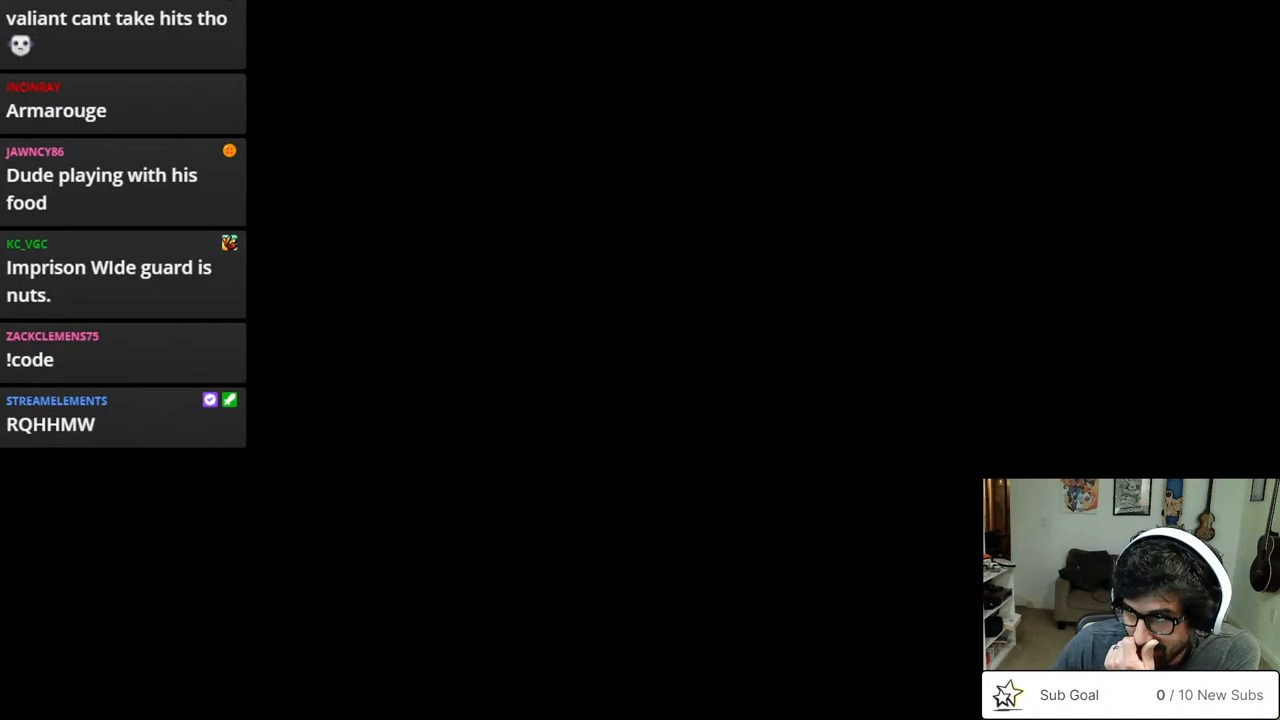 valiant cant take hits tho
INCINRAY
Armarouge
JAWNCY86
Dude playing with his
food
KC_VGC
Imprison WIde guard is
nuts.
ZACKCLEMENS75
!code
STREAMELEMENTS
RQHHMW
Sub Goal 0 / 10 New Subs